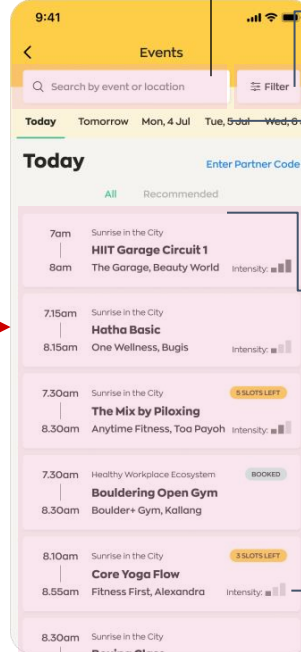 9:41
Events
Search by event or location
Filter
Today Tomorrow Mon, 4 Jul Tue, 5 Jul Wed, 6
Today
Enter Partner Code
All Recommended
7am Sunrise in the City
HIIT Garage Circuit 1
8am The Garage, Beauty World Intensity:
7.15am Sunrise in the City
Hatha Basic
8.15am One Wellness, Bugis Intensity:
7.30am Sunrise in the City 5 SLOTS LEFT
The Mix by Piloxing
8.30am Anytime Fitness, Toa Payoh Intensity:
7.30am Healthy Workplace Ecosystem BOOKED
Bouldering Open Gym
8.30am Boulder+ Gym, Kallang
8.10am Sunrise in the City 3 SLOTS LEFT
Core Yoga Flow
8.55am Fitness First, Alexandra Intensity:
8.30am Sunrise in the City